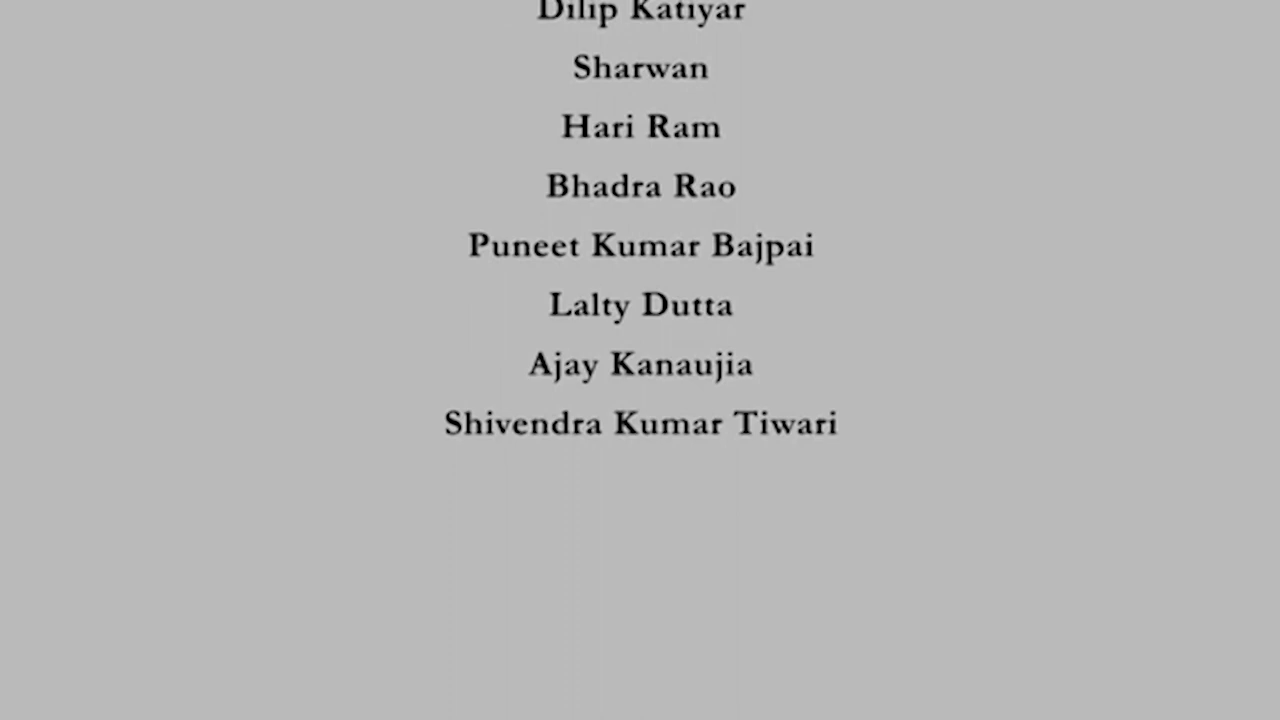 Dilip Katiyar
Sharwan
Hari Ram
Bhadra Rao
Puneet Kumar Bajpai
Lalty Dutta
Ajay Kanaujia
Shivendra Kumar Tiwari